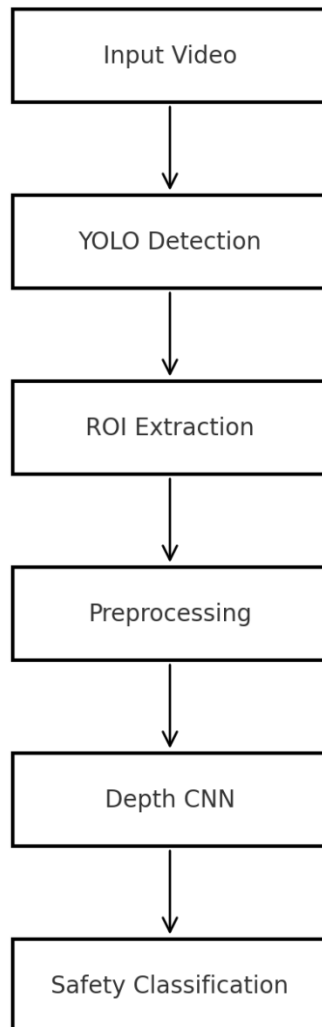 Input Video
YOLO Detection
ROI Extraction
Preprocessing
Depth CNN
Safety Classification